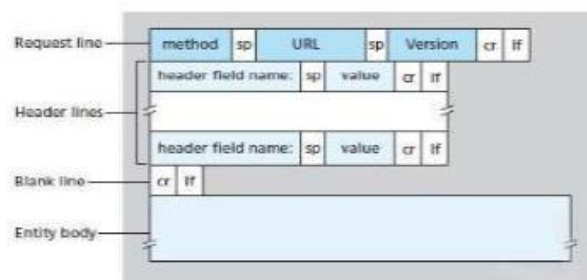 Request line method sp URL sp Version cr lf
Header lines header field name: sp value cr lf
header field name: sp value cr lf
Blank line cr lf
Entity body